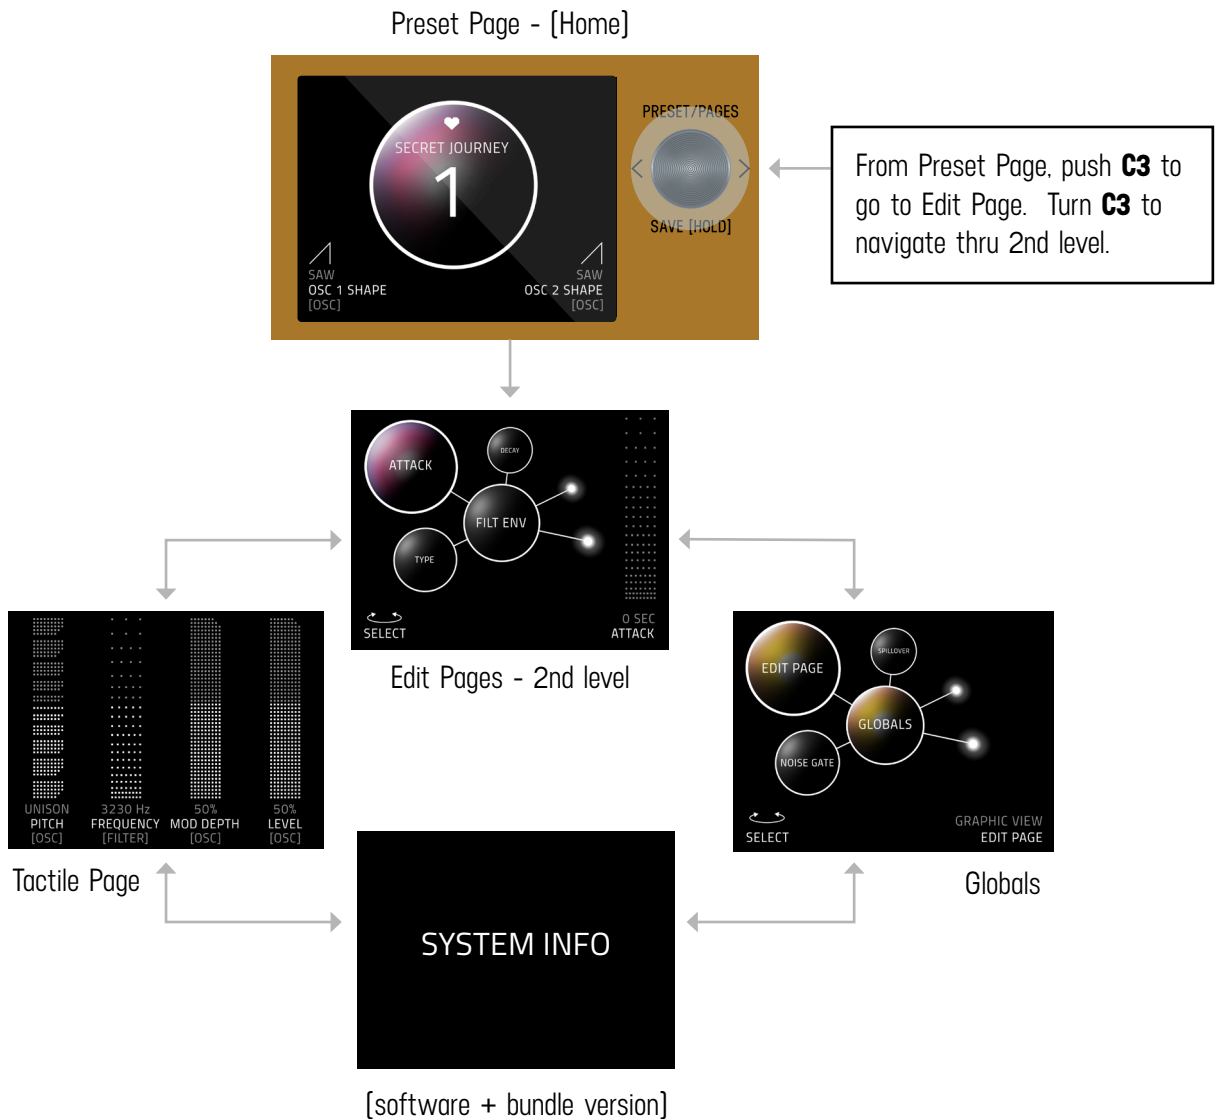 Preset Page - [Home]
PRESET/PAGES
SECRET JOURNEY
1
SAVE [HOLD]
SAW
OSC 1 SHAPE
[OSC]
SAW
OSC 2 SHAPE
[OSC]
From Preset Page, push C3 to
go to Edit Page. Turn C3 to
navigate thru 2nd level.
ATTACK
DECAY
FILT ENV
TYPE
SELECT
0 SEC
ATTACK
Edit Pages - 2nd level
UNISON
PITCH
[OSC]
3230 Hz
FREQUENCY
[FILTER]
50%
MOD DEPTH
[OSC]
50%
LEVEL
[OSC]
Tactile Page
EDIT PAGE
SPILLOVER
GLOBALS
NOISE GATE
SELECT
GRAPHIC VIEW
EDIT PAGE
Globals
SYSTEM INFO
[software + bundle version]